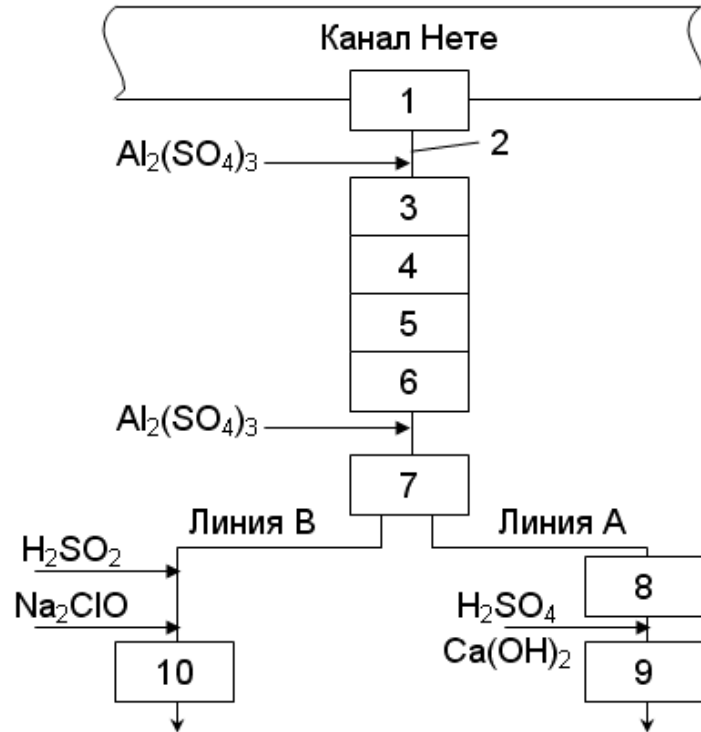 Канал Нете
1
2
Al₂(SO₄)₃
3
4
5
6
Al₂(SO₄)₃
7
Линия В
Линия А
H₂SO₂
8
Na₂ClO
H₂SO₄
Ca(OH)₂
10
9